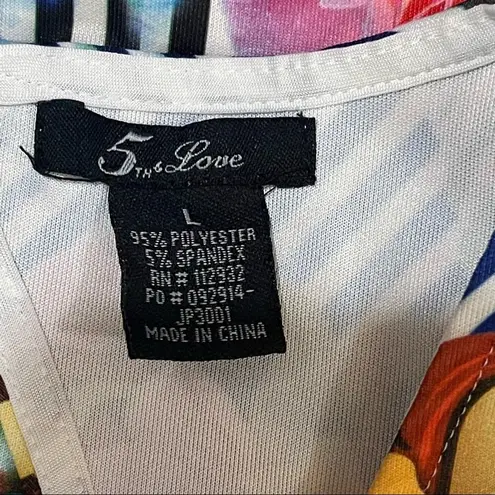 5TH & Love
L
95% POLYESTER
5% SPANDEX
RN # 112932
PO # 092914-
JP3001
MADE IN CHINA